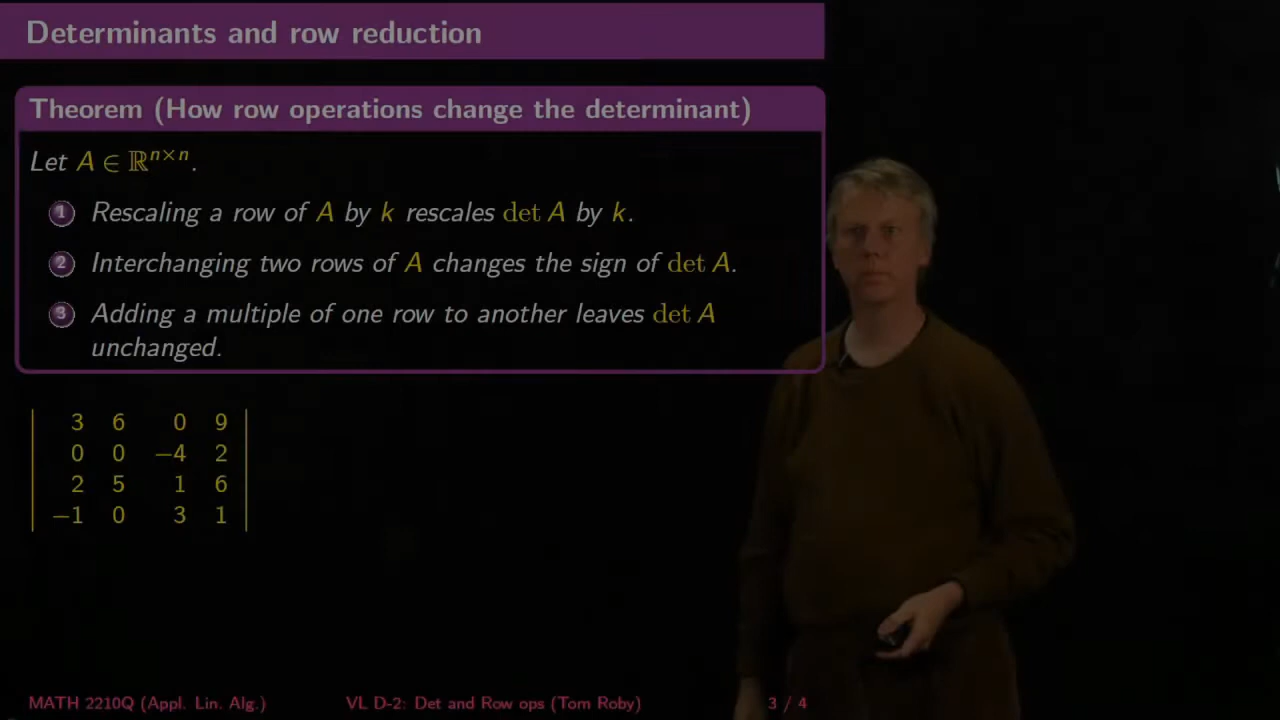 Determinants and row reduction
Theorem (How row operations change the determinant)
Let A ∈ ℝⁿˣⁿ.
1 Rescaling a row of A by k rescales det A by k.
2 Interchanging two rows of A changes the sign of det A.
3 Adding a multiple of one row to another leaves det A
unchanged.
3 6 0 9
0 0 −4 2
2 5 1 6
−1 0 3 1
MATH 2210Q (Appl. Lin. Alg.) VL D-2: Det and Row ops (Tom Roby) 3 / 4